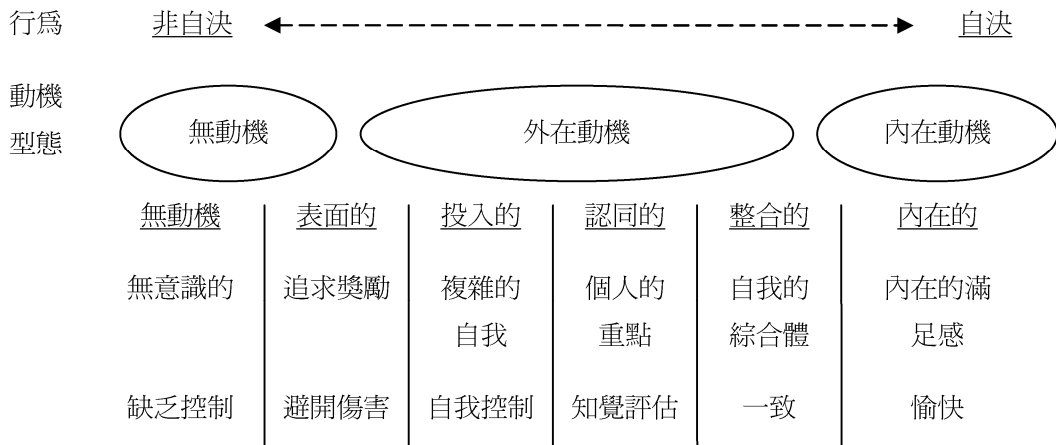 行爲 非自決 自決
動機
型態
無動機 外在動機 內在動機
無動機 表面的 投入的 認同的 整合的 內在的
無意識的 追求獎勵 複雜的 個人的 自我的 內在的滿
自我 重點 綜合體 足感
缺乏控制 避開傷害 自我控制 知覺評估 一致 愉快